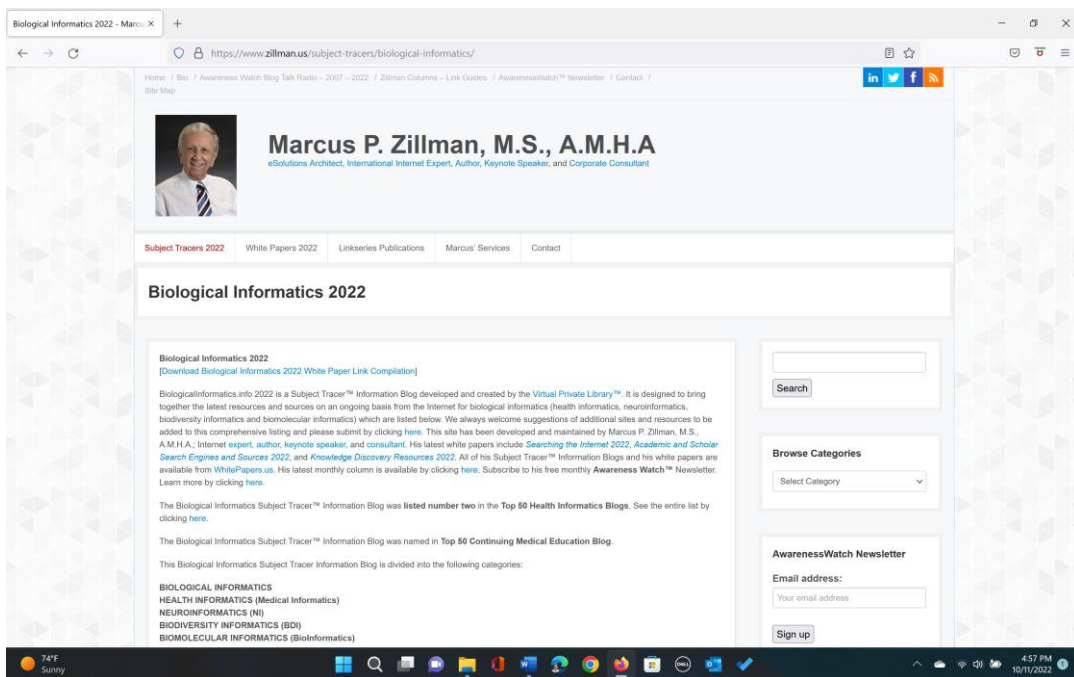 Biological Informatics 2022 - Marcu
https://www.zillman.us/subject-tracers/biological-informatics/
Home / Bio / Awareness Watch Blog Talk Radio – 2007 – 2022 / Zillman Columns – Link Guides / AwarenessWatch™ Newsletter / Contact /
Site Map
in f
Marcus P. Zillman, M.S., A.M.H.A
eSolutions Architect, International Internet Expert, Author, Keynote Speaker, and Corporate Consultant
Subject Tracers 2022 White Papers 2022 Linkseries Publications Marcus' Services Contact
Biological Informatics 2022
Biological Informatics 2022
[Download Biological Informatics 2022 White Paper Link Compilation]
BiologicalInformatics.info 2022 is a Subject Tracer™ Information Blog developed and created by the Virtual Private Library™. It is designed to bring
together the latest resources and sources on an ongoing basis from the Internet for biological informatics (health informatics, neuroinformatics,
biodiversity informatics and biomolecular informatics) which are listed below. We always welcome suggestions of additional sites and resources to be
added to this comprehensive listing and please submit by clicking here. This site has been developed and maintained by Marcus P. Zillman, M.S.,
A.M.H.A.; Internet expert, author, keynote speaker, and consultant. His latest white papers include Searching the Internet 2022, Academic and Scholar
Search Engines and Sources 2022, and Knowledge Discovery Resources 2022. All of his Subject Tracer™ Information Blogs and his white papers are
available from WhitePapers.us. His latest monthly column is available by clicking here. Subscribe to his free monthly Awareness Watch™ Newsletter.
Learn more by clicking here.
The Biological Informatics Subject Tracer™ Information Blog was listed number two in the Top 50 Health Informatics Blogs. See the entire list by
clicking here.
The Biological Informatics Subject Tracer™ Information Blog was named in Top 50 Continuing Medical Education Blog.
This Biological Informatics Subject Tracer Information Blog is divided into the following categories:
BIOLOGICAL INFORMATICS
HEALTH INFORMATICS (Medical Informatics)
NEUROINFORMATICS (NI)
BIODIVERSITY INFORMATICS (BDI)
BIOMOLECULAR INFORMATICS (BioInformatics)
Search
Browse Categories
Select Category
AwarenessWatch Newsletter
Email address:
Your email address
Sign up
74°F
Sunny
DELL
4:57 PM
10/11/2022